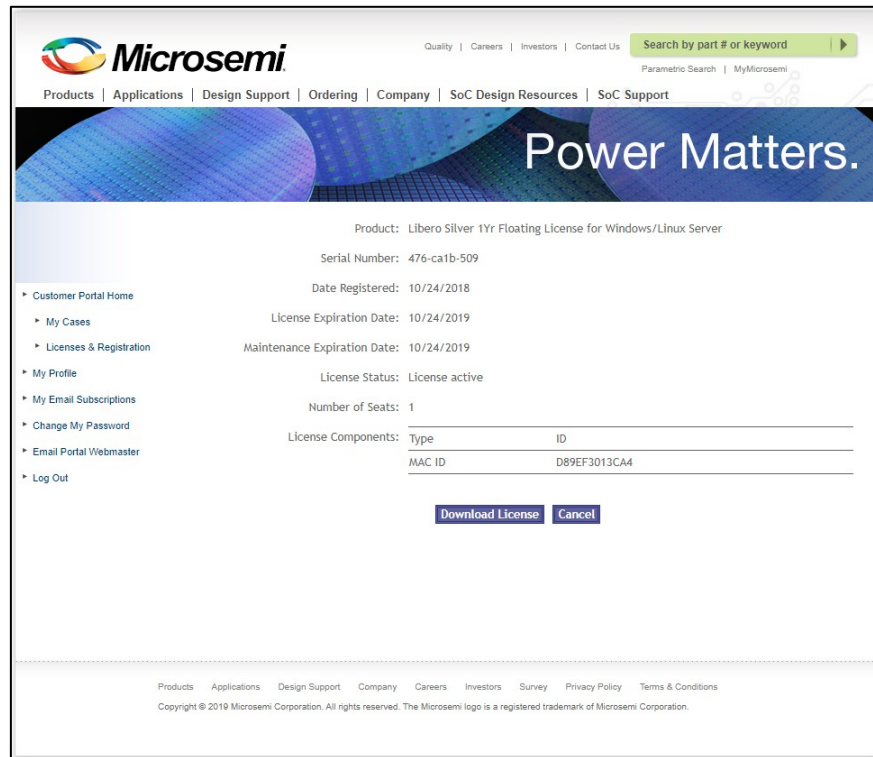 Microsemi.
Quality | Careers | Investors | Contact Us
Search by part # or keyword
Parametric Search | MyMicrosemi
Products | Applications | Design Support | Ordering | Company | SoC Design Resources | SoC Support
Power Matters.
Customer Portal Home
My Cases
Licenses & Registration
My Profile
My Email Subscriptions
Change My Password
Email Portal Webmaster
Log Out
Product: Libero Silver 1Yr Floating License for Windows/Linux Server
Serial Number: 476-ca1b-509
Date Registered: 10/24/2018
License Expiration Date: 10/24/2019
Maintenance Expiration Date: 10/24/2019
License Status: License active
Number of Seats: 1
License Components: Type ID
MAC ID D89EF3013CA4
Download License Cancel
Products Applications Design Support Company Careers Investors Survey Privacy Policy Terms & Conditions
Copyright © 2019 Microsemi Corporation. All rights reserved. The Microsemi logo is a registered trademark of Microsemi Corporation.